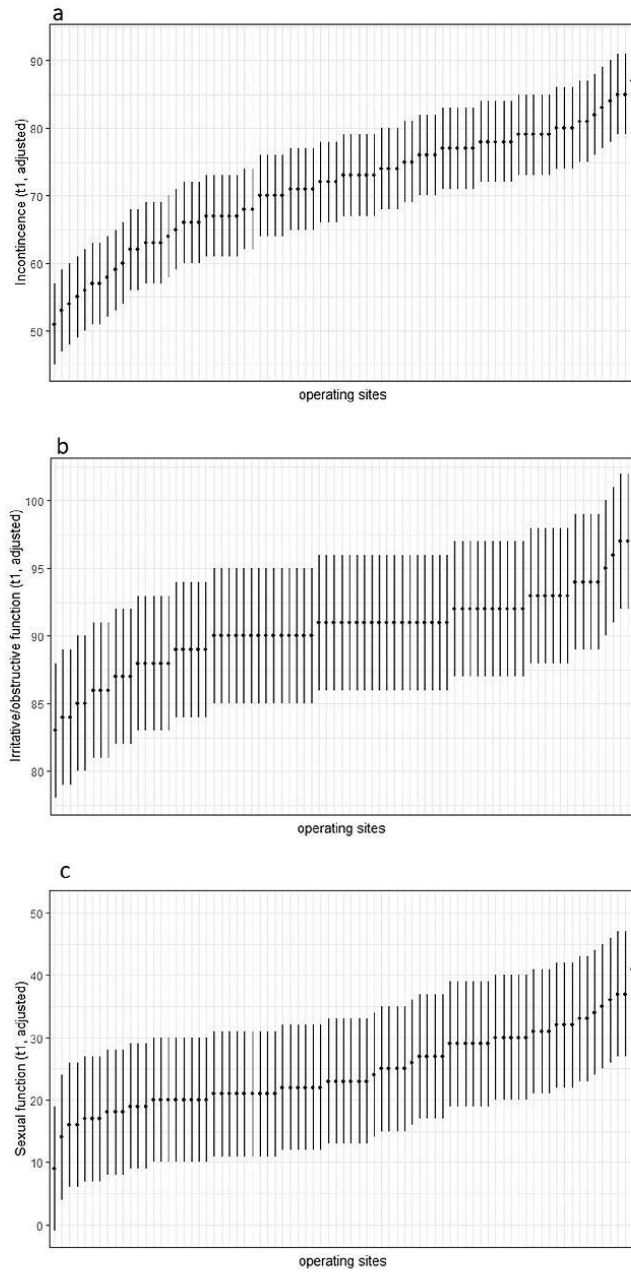 a
Incontincence (t1, adjusted)
90
80
70
60
50
operating sites
b
Irritative/obstructive function (t1, adjusted)
100
95
90
85
80
operating sites
c
Sexual function (t1, adjusted)
50
40
30
20
10
0
operating sites